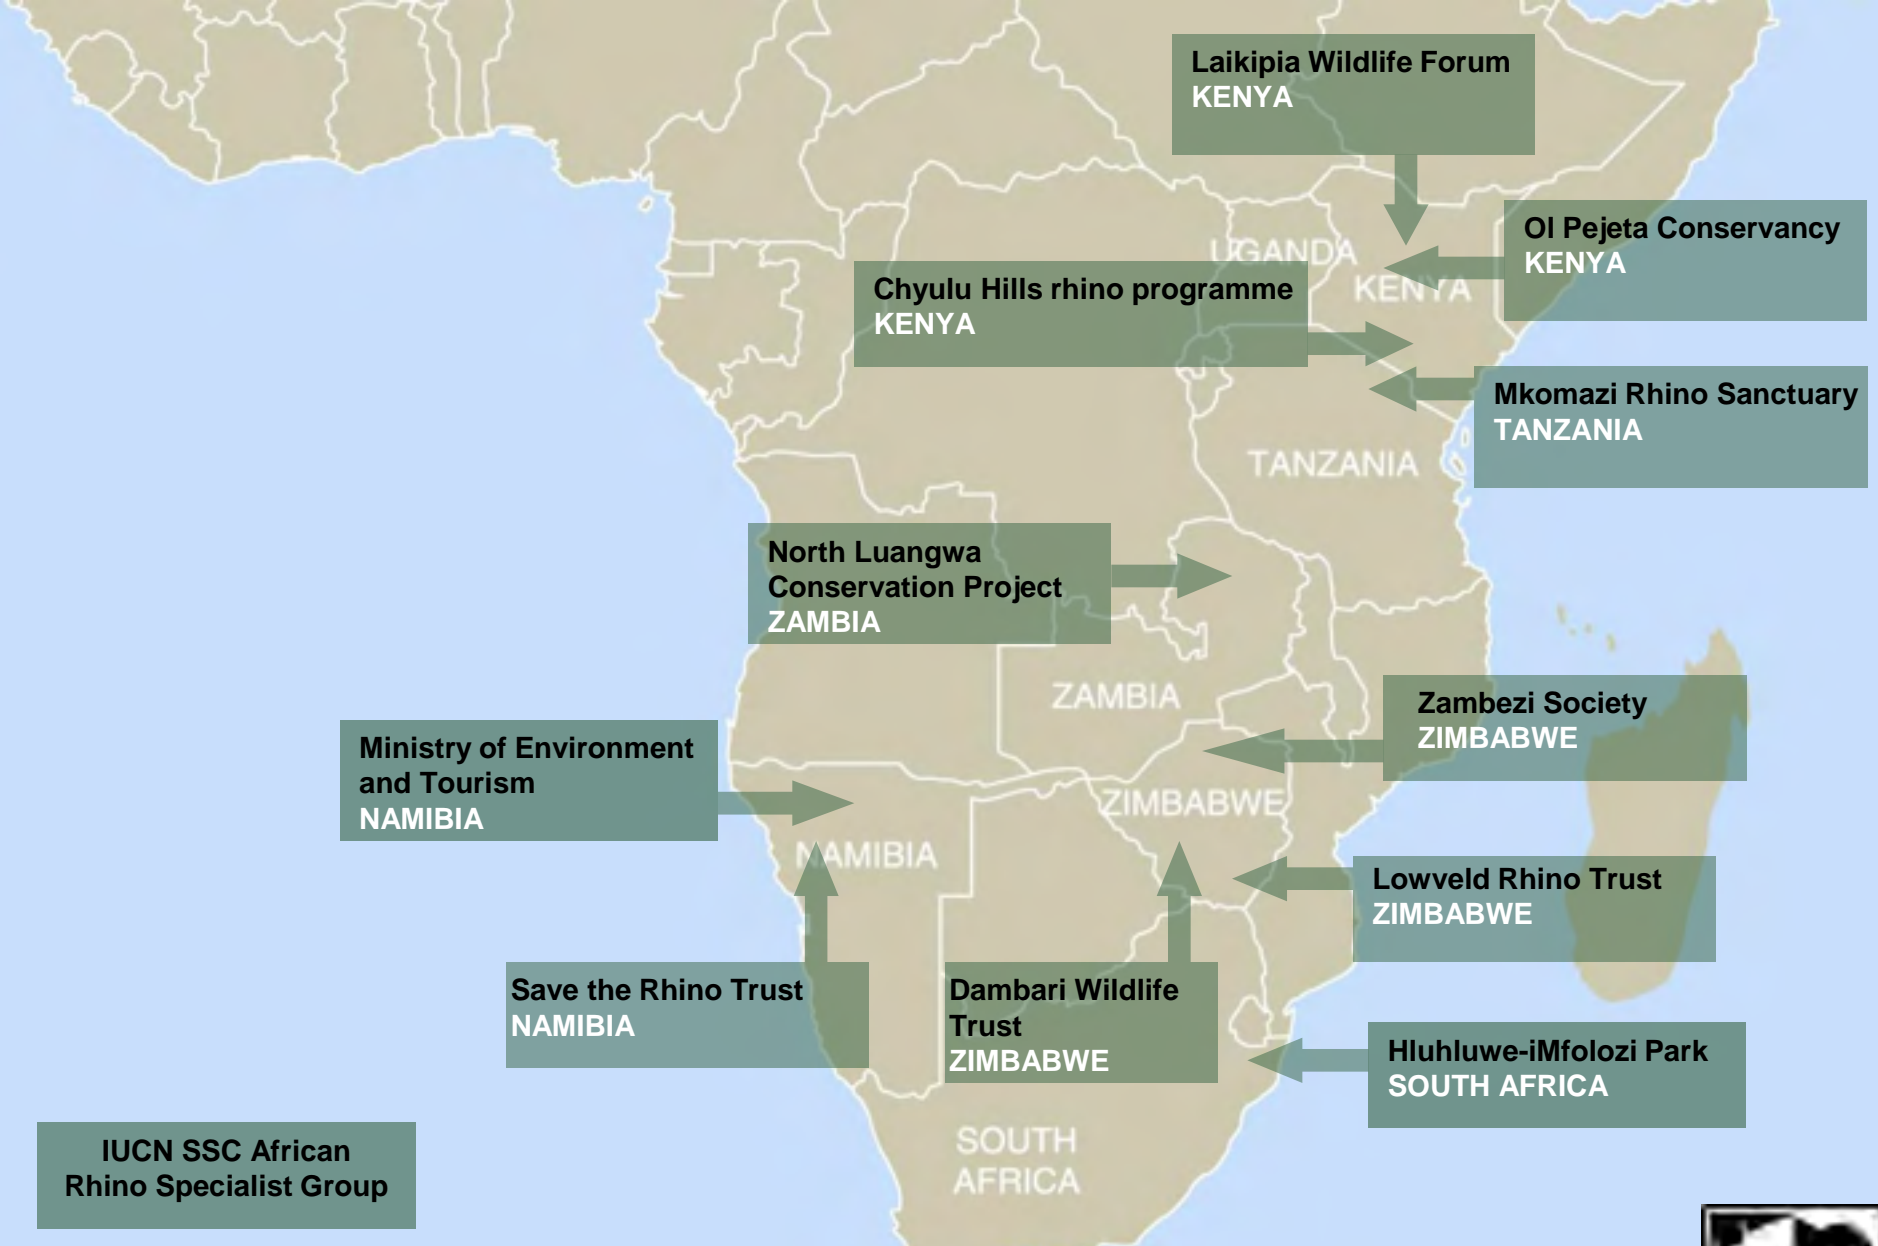 Laikipia Wildlife Forum
KENYA
Ol Pejeta Conservancy
KENYA
UGANDA
KENYA
Chyulu Hills rhino programme
KENYA
Mkomazi Rhino Sanctuary
TANZANIA
TANZANIA
North Luangwa
Conservation Project
ZAMBIA
ZAMBIA
Zambezi Society
ZIMBABWE
Ministry of Environment
and Tourism
NAMIBIA
ZIMBABWE
NAMIBIA
Lowveld Rhino Trust
ZIMBABWE
Save the Rhino Trust
NAMIBIA
Dambari Wildlife
Trust
ZIMBABWE
Hluhluwe-iMfolozi Park
SOUTH AFRICA
SOUTH
AFRICA
IUCN SSC African
Rhino Specialist Group